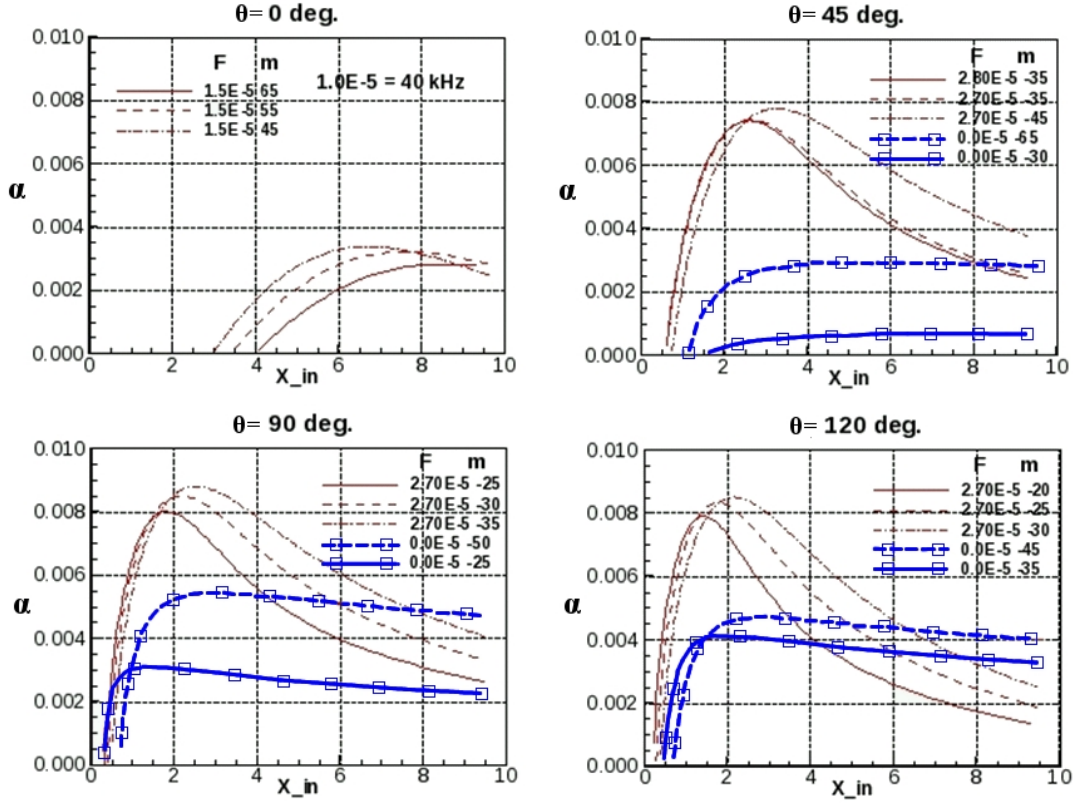 θ= 0 deg.
0.010
0.008
0.006
0.004
0.002
0.000
α
F m
1.5E-5 65
1.5E-5 55
1.5E-5 45
1.0E-5 = 40 kHz
0 2 4 6 8 10
X_in
θ= 45 deg.
0.010
0.008
0.006
0.004
0.002
0.000
α
F m
2.80E-5 -35
2.70E-5 -35
2.70E-5 -45
0.0E-5 -65
0.00E-5 -30
0 2 4 6 8 10
X_in
θ= 90 deg.
0.010
0.008
0.006
0.004
0.002
0.000
α
F m
2.70E-5 -25
2.70E-5 -30
2.70E-5 -35
0.0E-5 -50
0.0E-5 -25
0 2 4 6 8 10
X_in
θ= 120 deg.
0.010
0.008
0.006
0.004
0.002
0.000
α
F m
2.70E-5 -20
2.70E-5 -25
2.70E-5 -30
0.0E-5 -45
0.0E-5 -35
0 2 4 6 8 10
X_in